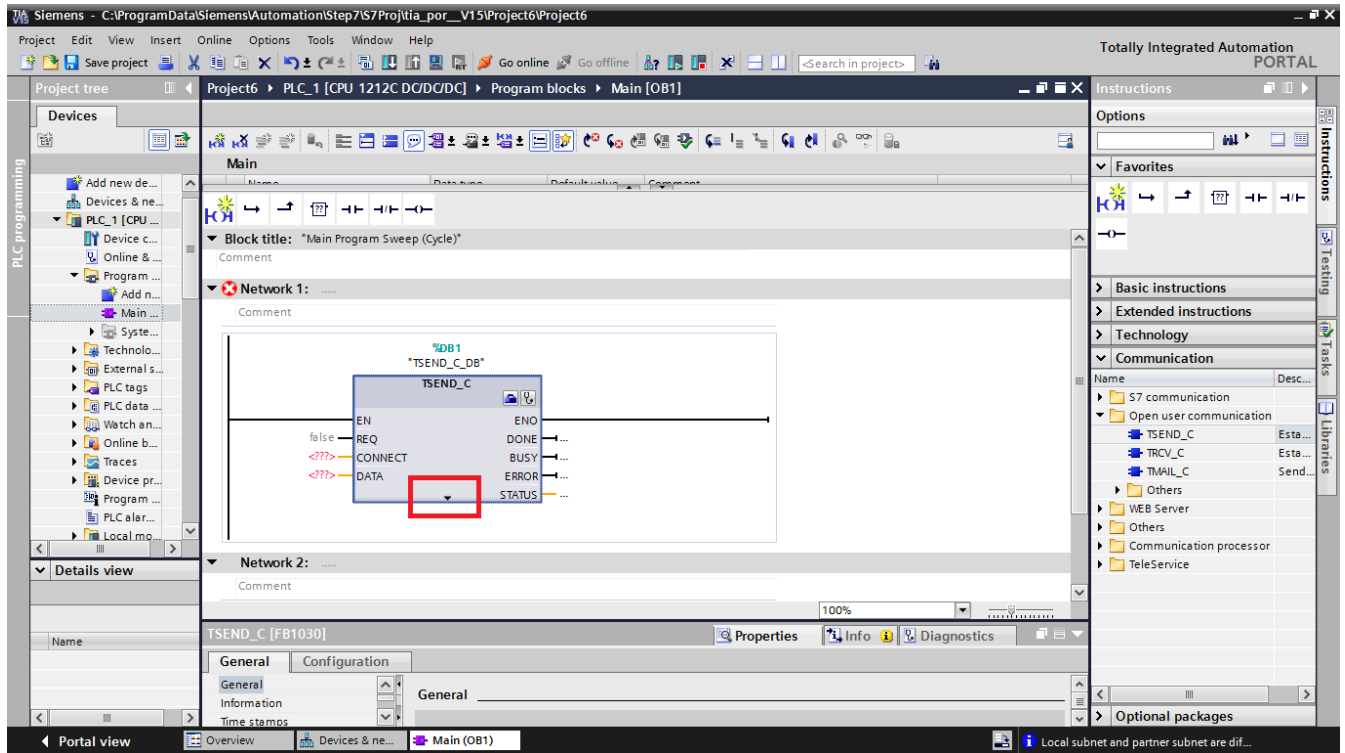 Siemens - C:\ProgramData\Siemens\Automation\Step7\S7Proj\tia_por__V15\Project6\Project6
Project Edit View Insert Online Options Tools Window Help
Totally Integrated Automation
PORTAL
Save project Go online Go offline <Search in project>
Project tree
Project6 PLC_1 [CPU 1212C DC/DC/DC] Program blocks Main [OB1]
Instructions
Devices
Options
Main
Name Data type Default value Comment
Favorites
Add new de...
Devices & ne...
PLC_1 [CPU ...
Device c...
Online & ...
Program ...
Add n...
Main ...
Syste...
Technolo...
External s...
PLC tags
PLC data ...
Watch an...
Online b...
Traces
Device pr...
Program ...
PLC alar...
Local mo...
PLC programming
Block title: "Main Program Sweep (Cycle)"
Comment
Network 1: .....
Comment
%DB1
"TSEND_C_DB"
TSEND_C
EN ENO
false REQ DONE ...
<???> CONNECT BUSY ...
<???> DATA ERROR ...
STATUS ...
Network 2: .....
Comment
100%
Basic instructions
Extended instructions
Technology
Communication
Name Desc...
S7 communication
Open user communication
TSEND_C Esta...
TRCV_C Esta...
TMAIL_C Send...
Others
WEB Server
Others
Communication processor
TeleService
Optional packages
Instructions
Testing
Tasks
Libraries
Details view
Name
TSEND_C [FB1030]
Properties Info Diagnostics
General Configuration
General
Information
Time stamps
General
Portal view Overview Devices & ne... Main (OB1) Local subnet and partner subnet are dif...